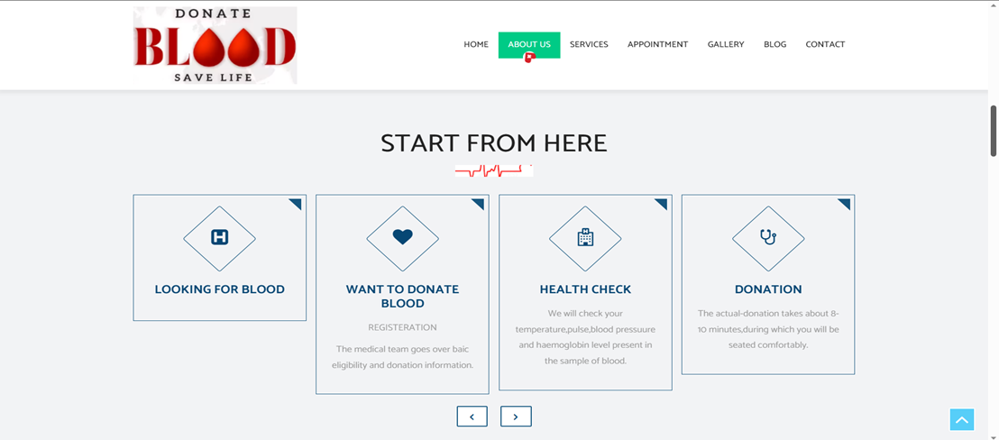 DONATE
BLOOD
SAVE LIFE
HOME ABOUT US SERVICES APPOINTMENT GALLERY BLOG CONTACT
START FROM HERE
H
LOOKING FOR BLOOD
WANT TO DONATE
BLOOD
REGISTERATION
The medical team goes over baic
eligibility and donation information.
HEALTH CHECK
We will check your
temperature,pulse,blood pressuure
and haemoglobin level present in
the sample of blood.
DONATION
The actual-donation takes about 8-
10 minutes,during which you will be
seated comfortably.